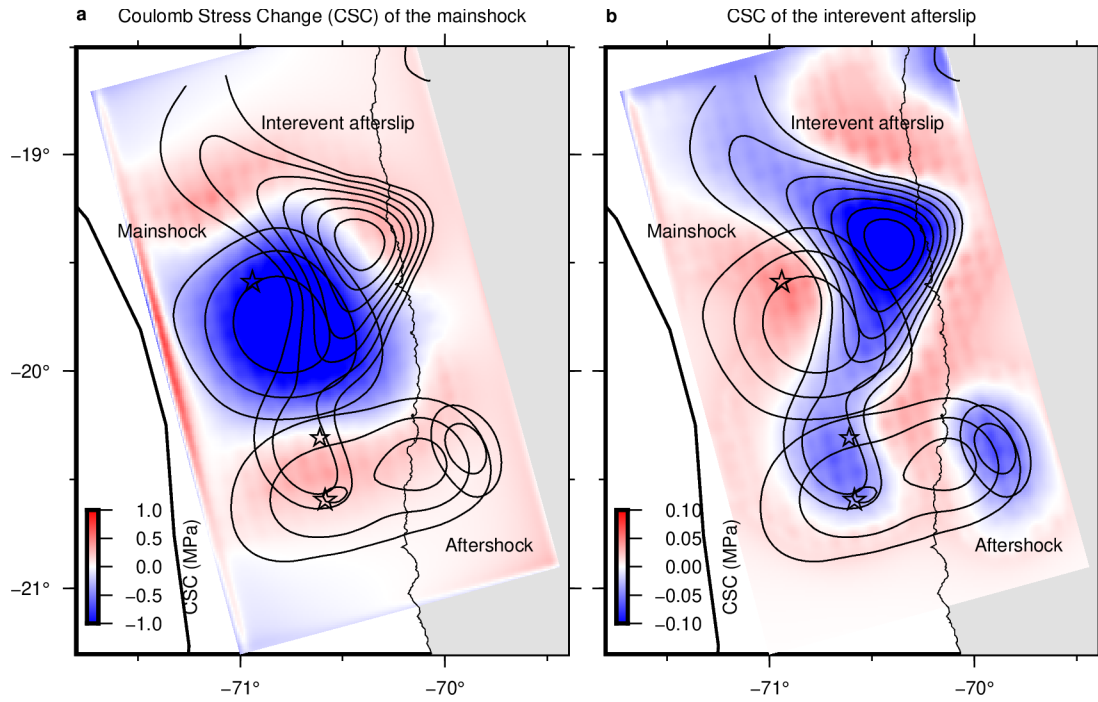 a Coulomb Stress Change (CSC) of the mainshock
b CSC of the interevent afterslip
Interevent afterslip
Mainshock
Aftershock
−19°
−20°
−21°
1.0
0.5
0.0
−0.5
−1.0
CSC (MPa)
−71°
−70°
Interevent afterslip
Mainshock
Aftershock
0.10
0.05
0.00
−0.05
−0.10
CSC (MPa)
−71°
−70°